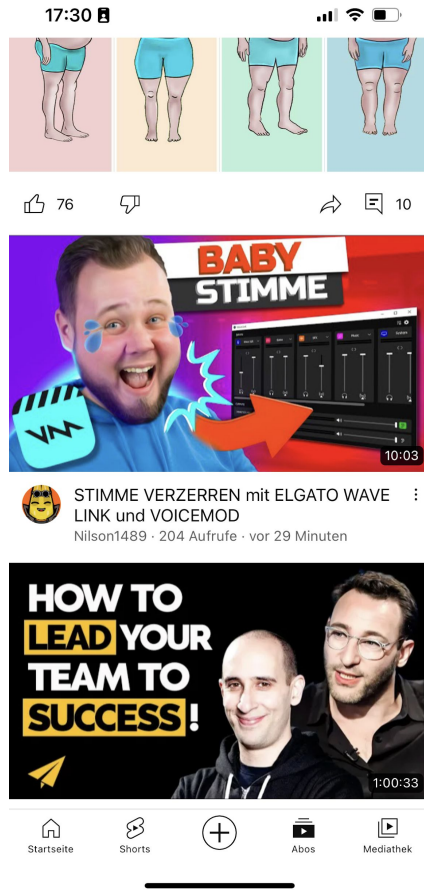 17:30
76
10
BABY
STIMME
VM
10:03
STIMME VERZERREN mit ELGATO WAVE
LINK und VOICEMOD
Nilson1489 · 204 Aufrufe · vor 29 Minuten
HOW TO
LEAD YOUR
TEAM TO
SUCCESS!
1:00:33
Startseite
Shorts
Abos
Mediathek